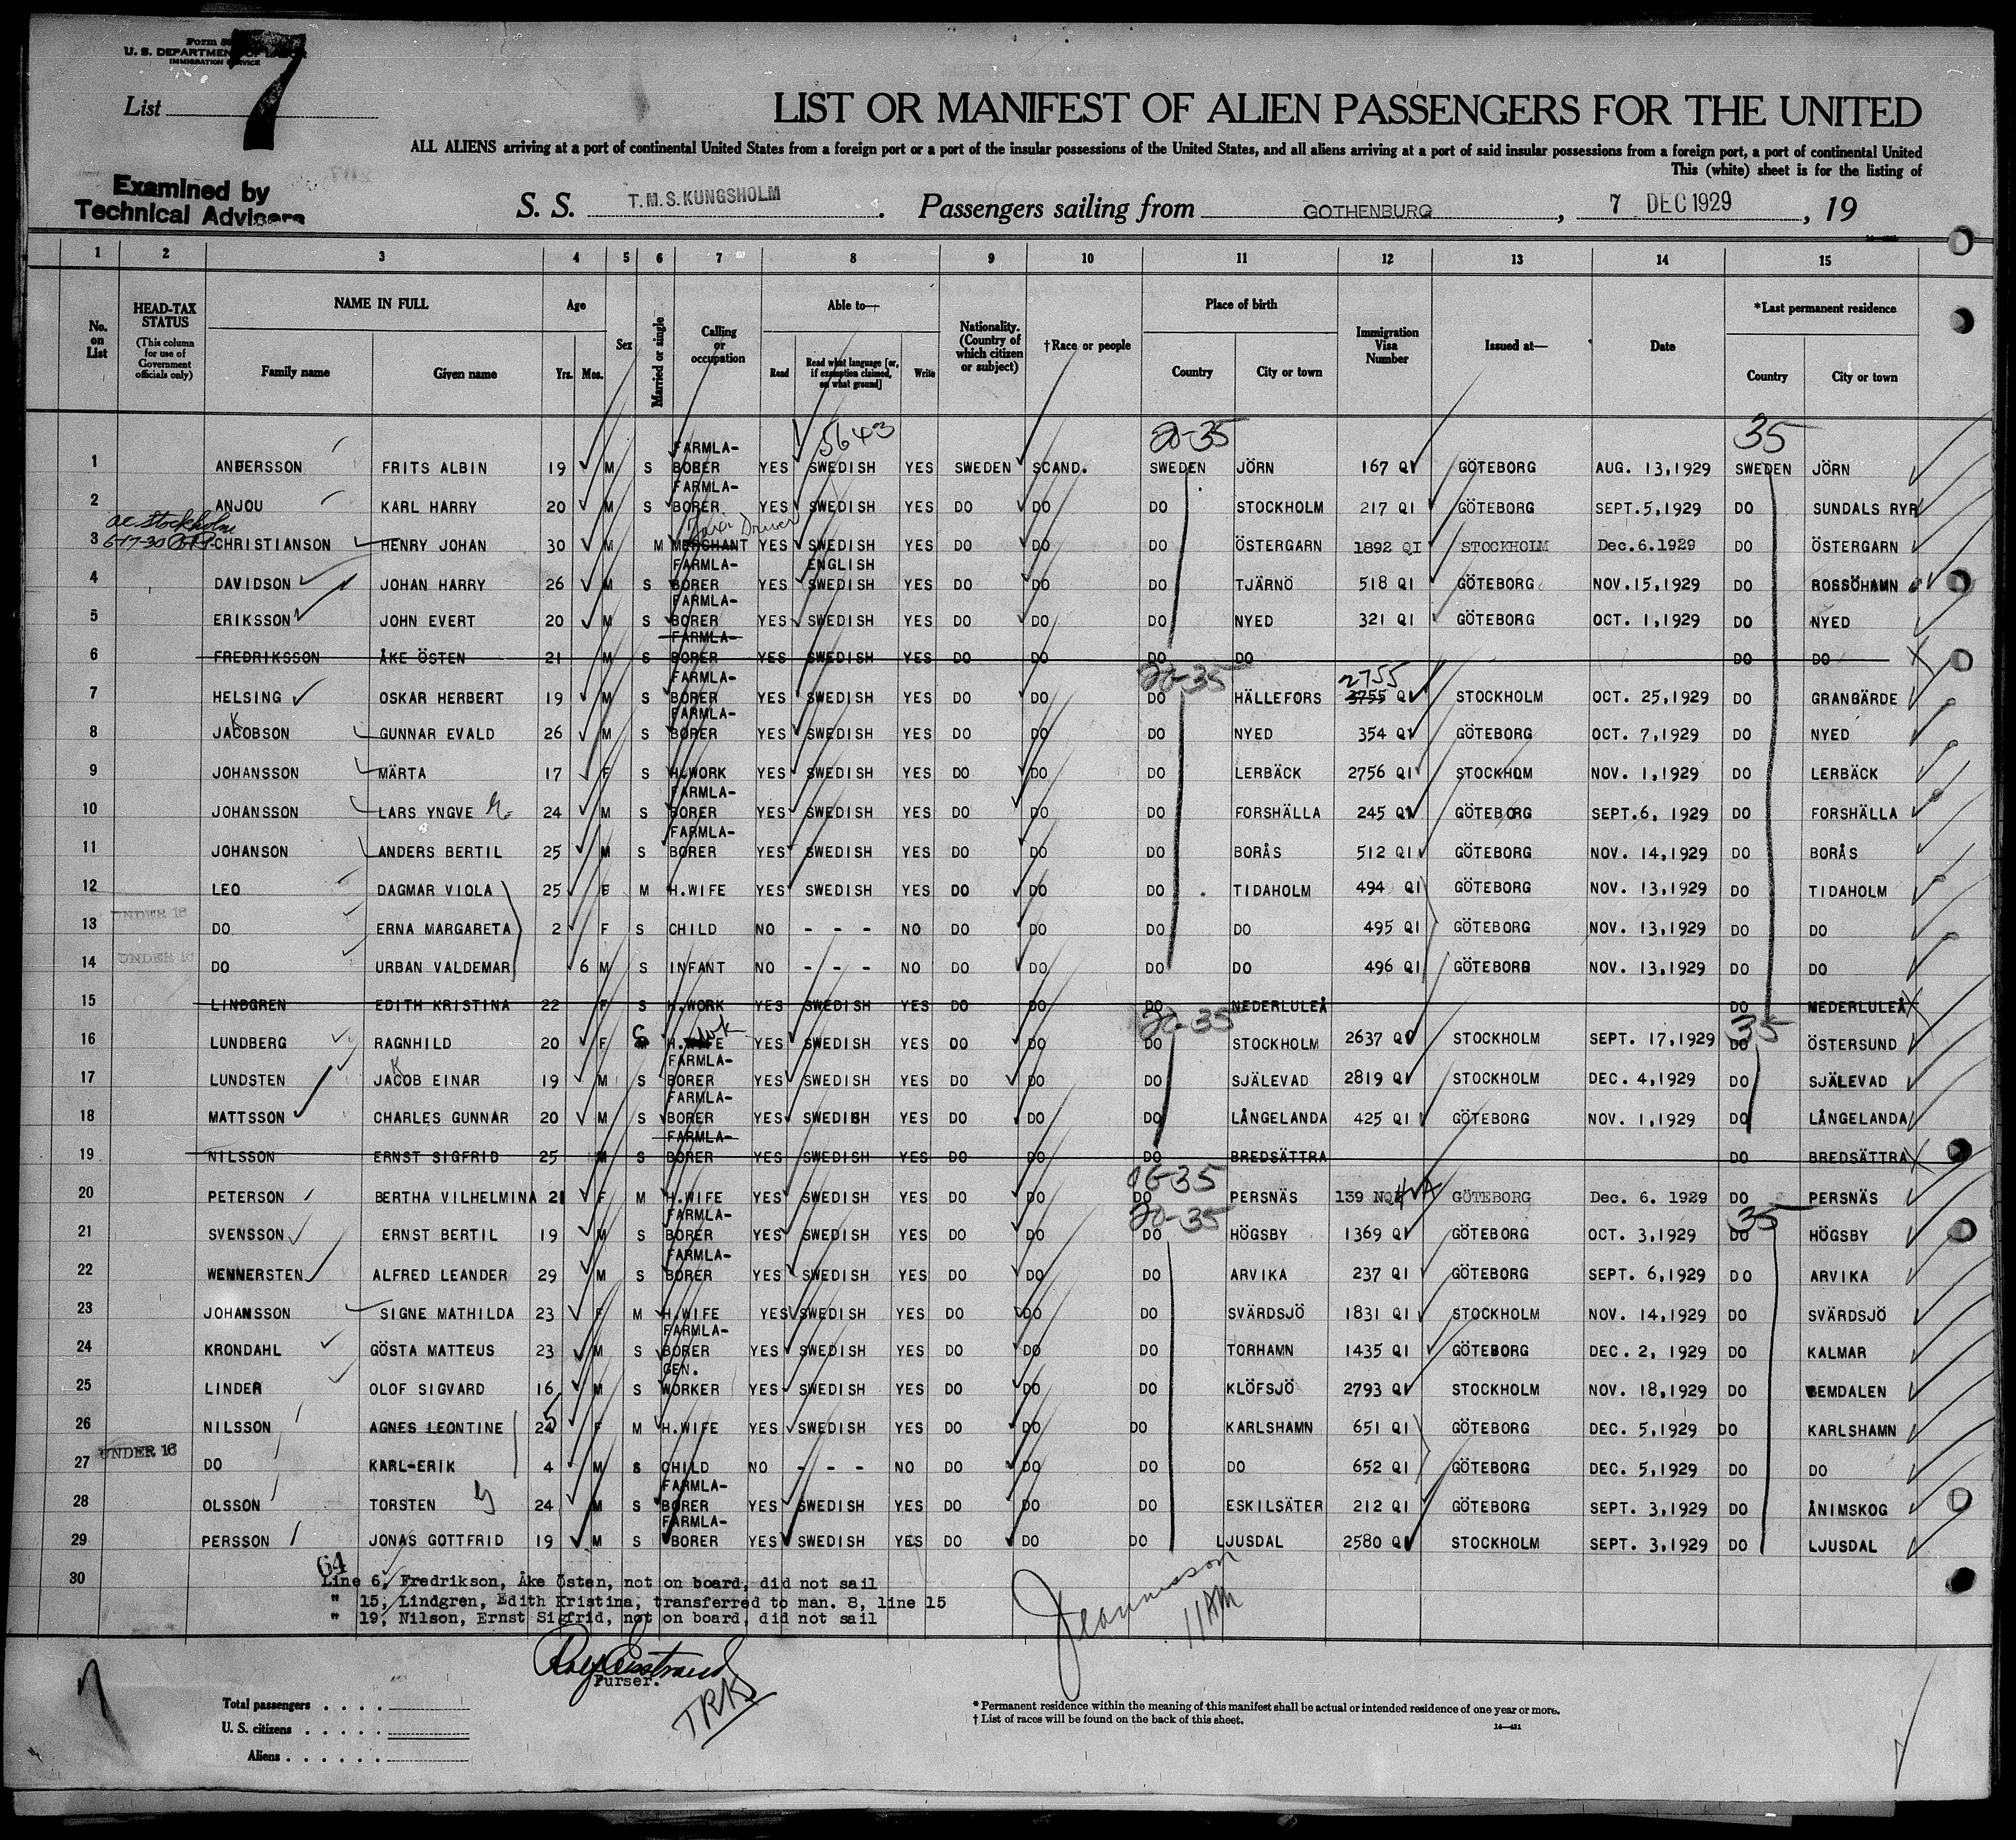 Form 50
U. S. DEPARTMENT OF LABOR
IMMIGRATION SERVICE
7
List
LIST OR MANIFEST OF ALIEN PASSENGERS FOR THE UNITED
ALL ALIENS arriving at a port of continental United States from a foreign port or a port of the insular possessions of the United States, and all aliens arriving at a port of said insular possessions from a foreign port, a port of continental United
This (white) sheet is for the listing of
Examined by
Technical Advisers
S. S. T.M.S.KUNGSHOLM . Passengers sailing from GOTHENBURG , 7 DEC 1929 , 19
1 2 3 4 5 6 7 8 9 10 11 12 13 14 15
No. on List
HEAD-TAX STATUS (This column for use of Government officials only)
NAME IN FULL
Family name Given name
Age Yrs. Mos.
Sex
Married or single
Calling or occupation
Able to—
Read Read what language [or, if exemption claimed, on what ground] Write
Nationality. (Country of which citizen or subject)
†Race or people
Place of birth
Country City or town
Immigration Visa Number
Issued at—
Date
*Last permanent residence
Country City or town
5643 20-35 35
1 ANDERSSON FRITS ALBIN 19 M S FARMLA-BORER YES SWEDISH YES SWEDEN SCAND. SWEDEN JÖRN 167 QI GÖTEBORG AUG. 13,1929 SWEDEN JÖRN
2 ANJOU KARL HARRY 20 M S FARMLA-BORER YES SWEDISH YES DO DO DO STOCKHOLM 217 QI GÖTEBORG SEPT.5,1929 DO SUNDALS RYR
ac. Stockholm
6-17-30
Driver
3 CHRISTIANSON HENRY JOHAN 30 M M MERCHANT YES SWEDISH YES DO DO DO ÖSTERGARN 1892 QI STOCKHOLM Dec.6.1929 DO ÖSTERGARN
4 DAVIDSON JOHAN HARRY 26 M S FARMLA-BORER YES ENGLISH SWEDISH YES DO DO DO TJÄRNÖ 518 QI GÖTEBORG NOV.15,1929 DO ROSSÖHAMN
5 ERIKSSON JOHN EVERT 20 M S FARMLA-BORER YES SWEDISH YES DO DO DO NYED 321 QI GÖTEBORG OCT. 1,1929 DO NYED
6 FREDRIKSSON ÅKE ÖSTEN 21 M S FARMLA-BORER YES SWEDISH YES DO DO DO DO DO DO
20-35 2755
7 HELSING OSKAR HERBERT 19 M S FARMLA-BORER YES SWEDISH YES DO DO DO HÄLLEFORS 3755 QI STOCKHOLM OCT. 25,1929 DO GRANGÄRDE
K
8 JACOBSON GUNNAR EVALD 26 M S FARMLA-BORER YES SWEDISH YES DO DO DO NYED 354 QI GÖTEBORG OCT. 7,1929 DO NYED
9 JOHANSSON MÄRTA 17 F S H.WORK YES SWEDISH YES DO DO DO LERBÄCK 2756 QI STOCKHOLM NOV. 1,1929 DO LERBÄCK
10 JOHANSSON LARS YNGVE 24 M S FARMLA-BORER YES SWEDISH YES DO DO DO FORSHÄLLA 245 QI GÖTEBORG SEPT.6, 1929 DO FORSHÄLLA
11 JOHANSON ANDERS BERTIL 25 M S FARMLA-BORER YES SWEDISH YES DO DO DO BORÅS 512 QI GÖTEBORG NOV. 14,1929 DO BORÅS
12 LEO DAGMAR VIOLA 25 F M H.WIFE YES SWEDISH YES DO DO DO TIDAHOLM 494 QI GÖTEBORG NOV. 13,1929 DO TIDAHOLM
13 UNDER 16 DO ERNA MARGARETA 2 F S CHILD NO - - - NO DO DO DO DO 495 QI GÖTEBORG NOV. 13,1929 DO DO
14 UNDER 16 DO URBAN VALDEMAR 6 M S INFANT NO - - - NO DO DO DO DO 496 QI GÖTEBORG NOV. 13,1929 DO DO
15 LINDGREN EDITH KRISTINA 22 F S H.WORK YES SWEDISH YES DO DO DO NEDERLULEÅ DO NEDERLULEÅ
20-35 35
16 LUNDBERG RAGNHILD 20 F S H.WIFE wk YES SWEDISH YES DO DO DO STOCKHOLM 2637 QI STOCKHOLM SEPT. 17,1929 DO ÖSTERSUND
K
17 LUNDSTEN JACOB EINAR 19 M S FARMLA-BORER YES SWEDISH YES DO DO DO SJÄLEVAD 2819 QI STOCKHOLM DEC. 4,1929 DO SJÄLEVAD
18 MATTSSON CHARLES GUNNAR 20 M S FARMLA-BORER YES SWEDISH YES DO DO DO LÅNGELANDA 425 QI GÖTEBORG NOV. 1,1929 DO LÅNGELANDA
19 NILSSON ERNST SIGFRID 25 M S FARMLA-BORER YES SWEDISH YES DO DO DO BREDSÄTTRA DO BREDSÄTTRA
16-35
20 PETERSON BERTHA VILHELMINA 21 F M H.WIFE YES SWEDISH YES DO DO DO PERSNÄS 139 NQ GÖTEBORG Dec. 6. 1929 DO PERSNÄS
20-35 35
21 SVENSSON ERNST BERTIL 19 M S FARMLA-BORER YES SWEDISH YES DO DO DO HÖGSBY 1369 QI GÖTEBORG OCT. 3,1929 DO HÖGSBY
22 WENNERSTEN ALFRED LEANDER 29 M S FARMLA-BORER YES SWEDISH YES DO DO DO ARVIKA 237 QI GÖTEBORG SEPT. 6,1929 DO ARVIKA
23 JOHANSSON SIGNE MATHILDA 23 F M H.WIFE YES SWEDISH YES DO DO DO SVÄRDSJÖ 1831 QI STOCKHOLM NOV. 14,1929 DO SVÄRDSJÖ
24 KRONDAHL GÖSTA MATTEUS 23 M S FARMLA-BORER YES SWEDISH YES DO DO DO TORHAMN 1435 QI GÖTEBORG DEC. 2, 1929 DO KALMAR
25 LINDER OLOF SIGVARD 16 M S GEN. WORKER YES SWEDISH YES DO DO DO KLÖFSJÖ 2793 QI STOCKHOLM NOV. 18,1929 DO VEMDALEN
26 NILSSON AGNES LEONTINE 22 F M H.WIFE YES SWEDISH YES DO DO DO KARLSHAMN 651 QI GÖTEBORG DEC. 5,1929 DO KARLSHAMN
27 UNDER 16 DO KARL-ERIK 4 M S CHILD NO - - - NO DO DO DO DO 652 QI GÖTEBORG DEC. 5,1929 DO DO
28 OLSSON TORSTEN 24 M S FARMLA-BORER YES SWEDISH YES DO DO DO ESKILSÄTER 212 QI GÖTEBORG SEPT. 3,1929 DO ÅNIMSKOG
29 PERSSON JONAS GOTTFRID 19 M S FARMLA-BORER YES SWEDISH YES DO DO DO LJUSDAL 2580 QI STOCKHOLM SEPT. 3,1929 DO LJUSDAL
64
30 Line 6, Fredrikson, Åke Östen, not on board, did not sail
" 15, Lindgren, Edith Kristina, transferred to man. 8, line 15
" 19, Nilson, Ernst Sigfrid, not on board, did not sail
11 AM
Purser.
TRK
Total passengers . . . .
U. S. citizens . . . . .
Aliens . . . . . .
* Permanent residence within the meaning of this manifest shall be actual or intended residence of one year or more.
† List of races will be found on the back of this sheet.
14—431